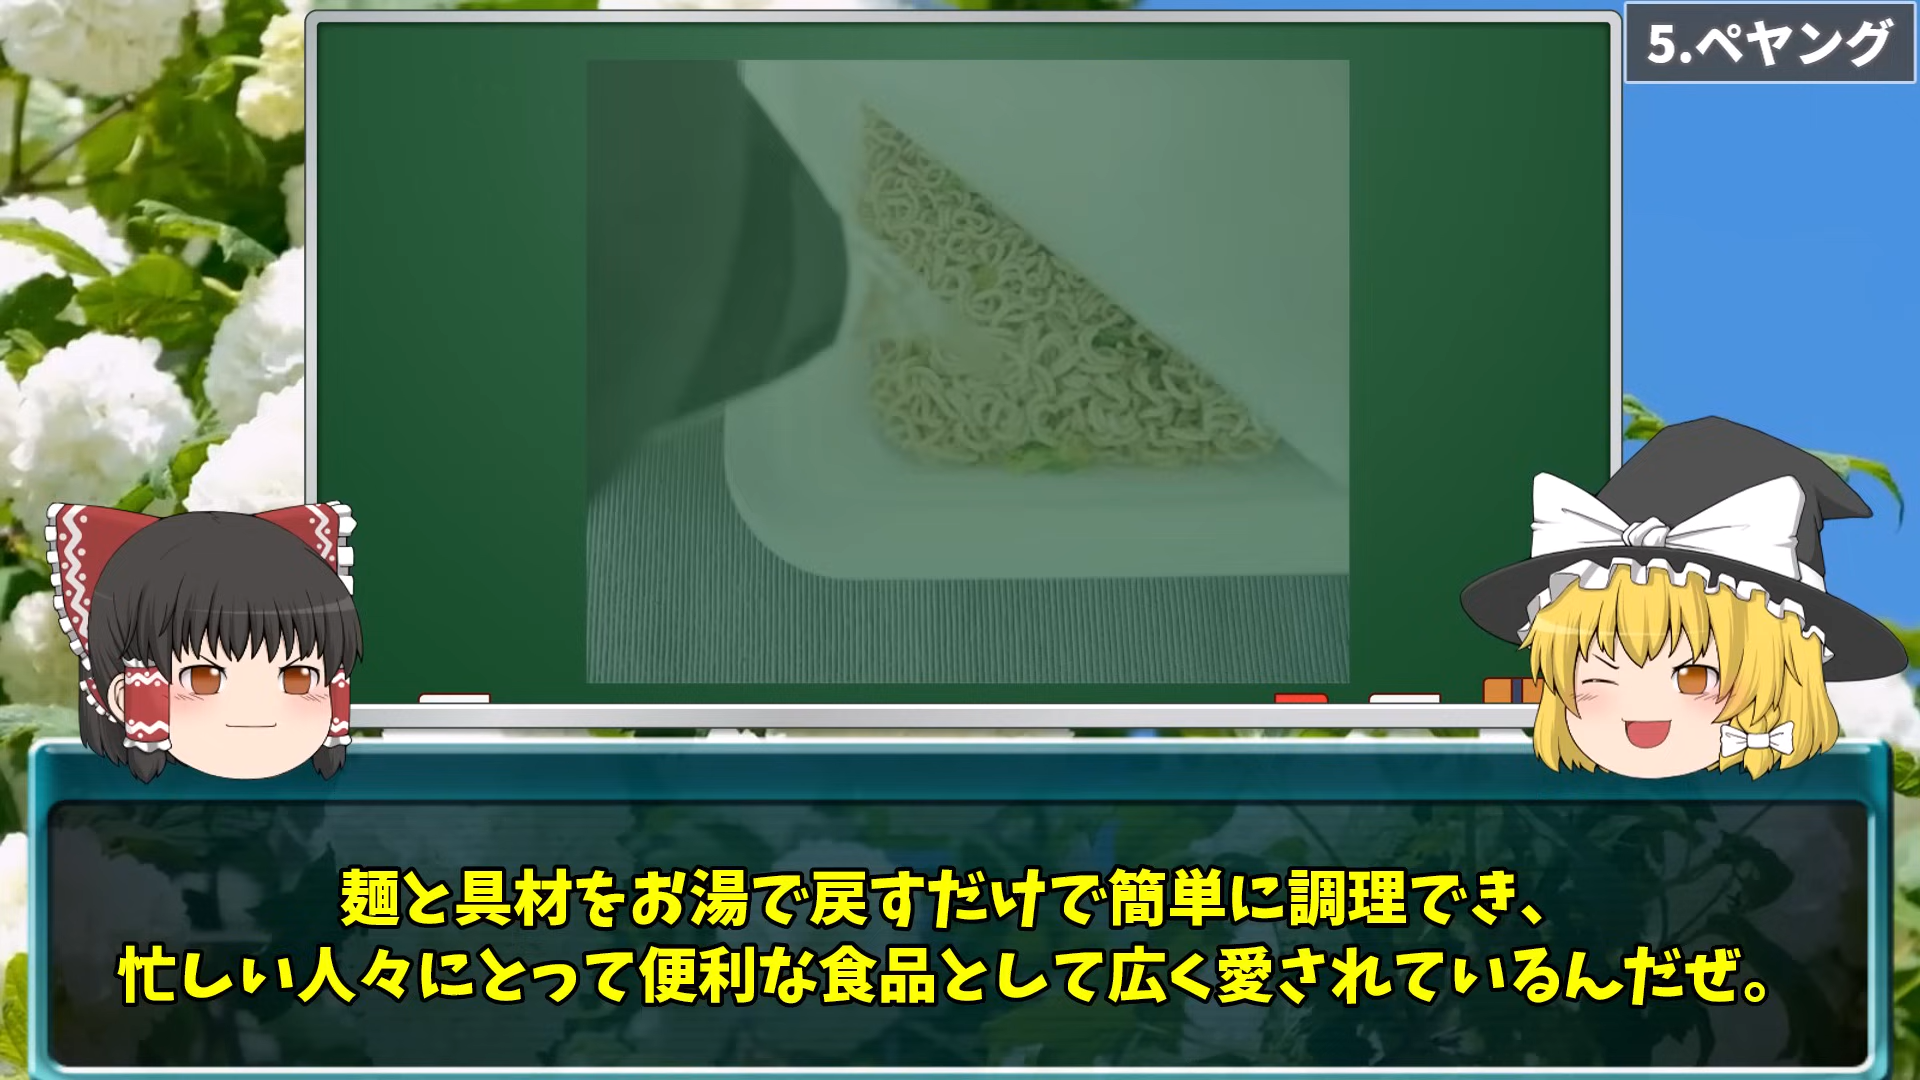 5.ペヤング
麺と具材をお湯で戻すだけで簡単に調理でき、
忙しい人々にとって便利な食品として広く愛されているんだぜ。